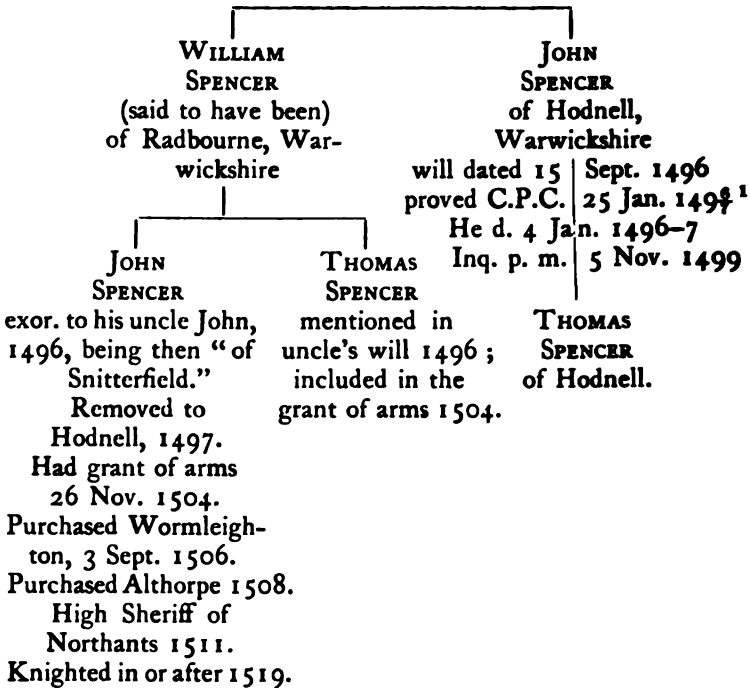 WILLIAM
SPENCER
(said to have been)
of Radbourne, War-
wickshire
JOHN
SPENCER
of Hodnell,
Warwickshire
will dated 15 Sept. 1496
proved C.P.C. 25 Jan. 149 1
He d. 4 Jan. 1496–7
Inq. p. m. 5 Nov. 1499
JOHN
SPENCER
exor. to his uncle John,
1496, being then “of
Snitterfield.”
Removed to
Hodnell, 1497.
Had grant of arms
26 Nov. 1504.
Purchased Wormleigh-
ton, 3 Sept. 1506.
Purchased Althorpe 1508.
High Sheriff of
Northants 1511.
Knighted in or after 1519.
THOMAS
SPENCER
mentioned in
uncle's will 1496 ;
included in the
grant of arms 1504.
THOMAS
SPENCER
of Hodnell.